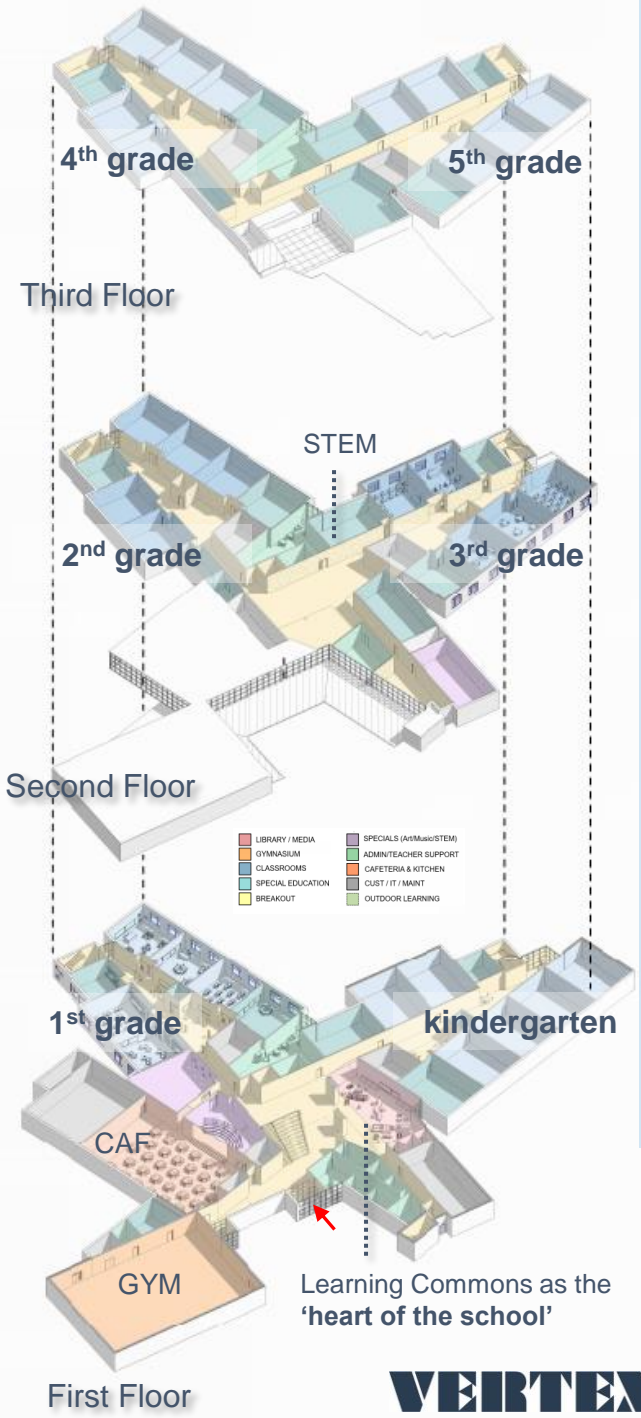 4th grade
5th grade
Third Floor
STEM
2nd grade
3rd grade
Second Floor
LIBRARY / MEDIA
GYMNASIUM
CLASSROOMS
SPECIAL EDUCATION
BREAKOUT
SPECIALS (Art/Music/STEM)
ADMIN/TEACHER SUPPORT
CAFETERIA & KITCHEN
CUST / IT / MAINT
OUTDOOR LEARNING
1st grade
kindergarten
CAF
GYM
Learning Commons as the
‘heart of the school’
First Floor
VERTEX